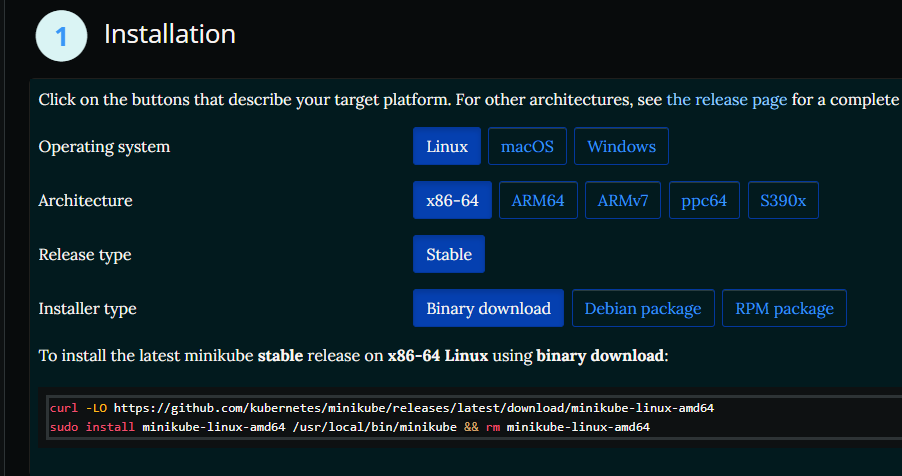 1 Installation
Click on the buttons that describe your target platform. For other architectures, see the release page for a complete
Operating system Linux macOS Windows
Architecture x86-64 ARM64 ARMv7 ppc64 S390x
Release type Stable
Installer type Binary download Debian package RPM package
To install the latest minikube stable release on x86-64 Linux using binary download:
curl -LO https://github.com/kubernetes/minikube/releases/latest/download/minikube-linux-amd64
sudo install minikube-linux-amd64 /usr/local/bin/minikube && rm minikube-linux-amd64